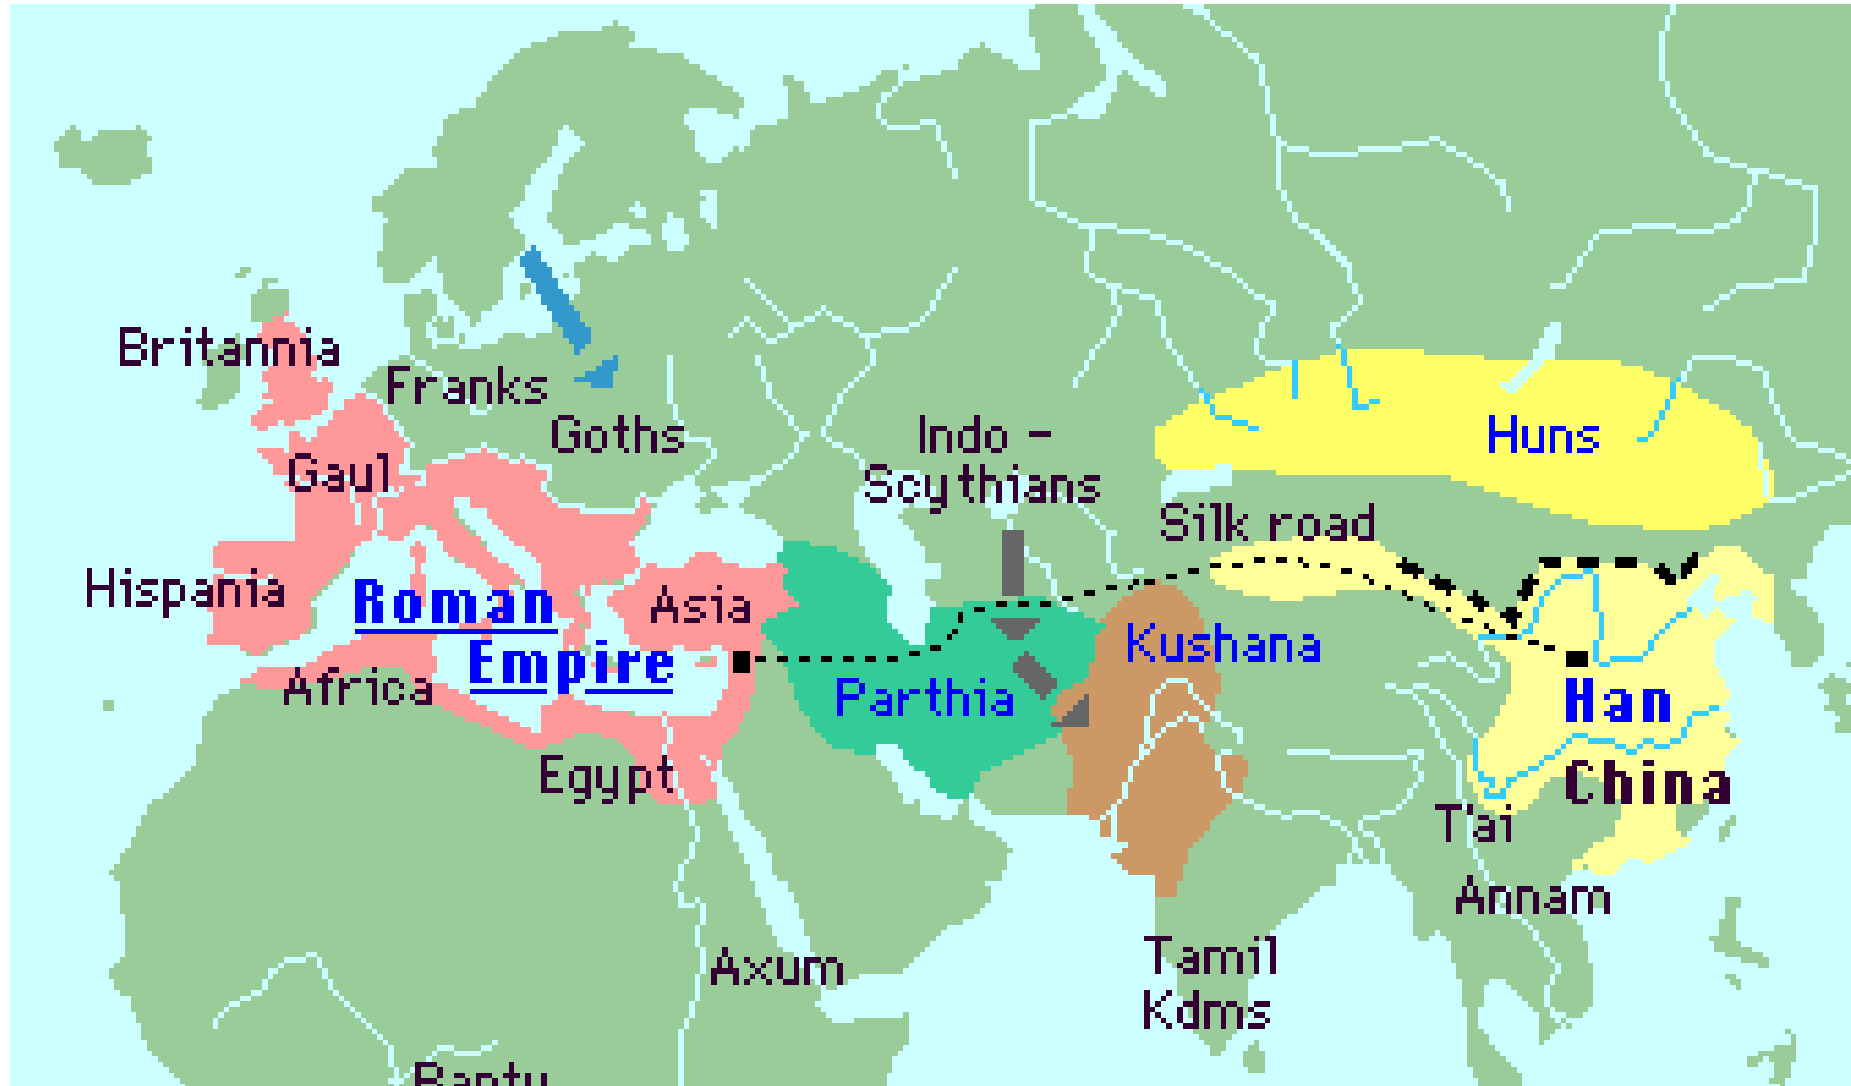 Britannia
Franks
Goths
Indo -
Scythians
Huns
Gaul
Silk road
Hispania
Roman
Empire
Asia
Kushana
Africa
Parthia
Han
China
Egypt
T'ai
Annam
Axum
Tamil
Kdms
Bantu